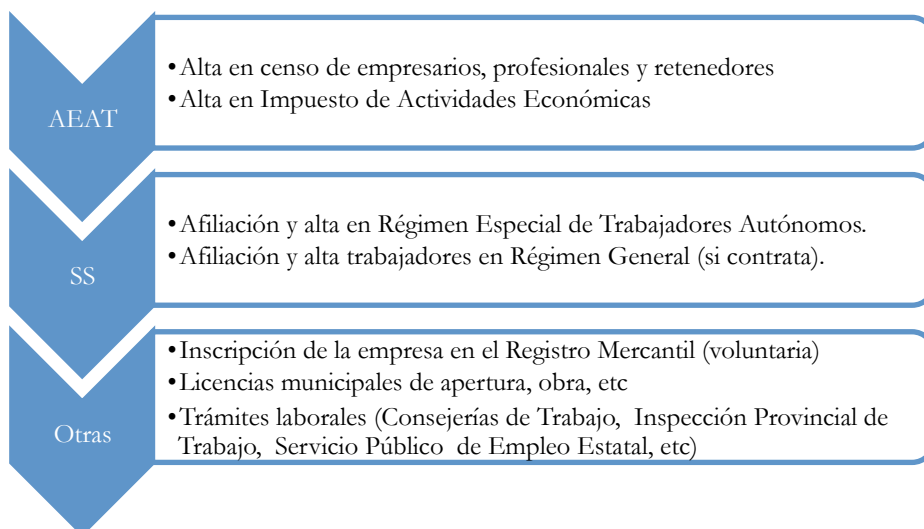 AEAT
•Alta en censo de empresarios, profesionales y retenedores
•Alta en Impuesto de Actividades Económicas
SS
•Afiliación y alta en Régimen Especial de Trabajadores Autónomos.
•Afiliación y alta trabajadores en Régimen General (si contrata).
Otras
•Inscripción de la empresa en el Registro Mercantil (voluntaria)
•Licencias municipales de apertura, obra, etc
•Trámites laborales (Consejerías de Trabajo, Inspección Provincial de
Trabajo, Servicio Público de Empleo Estatal, etc)